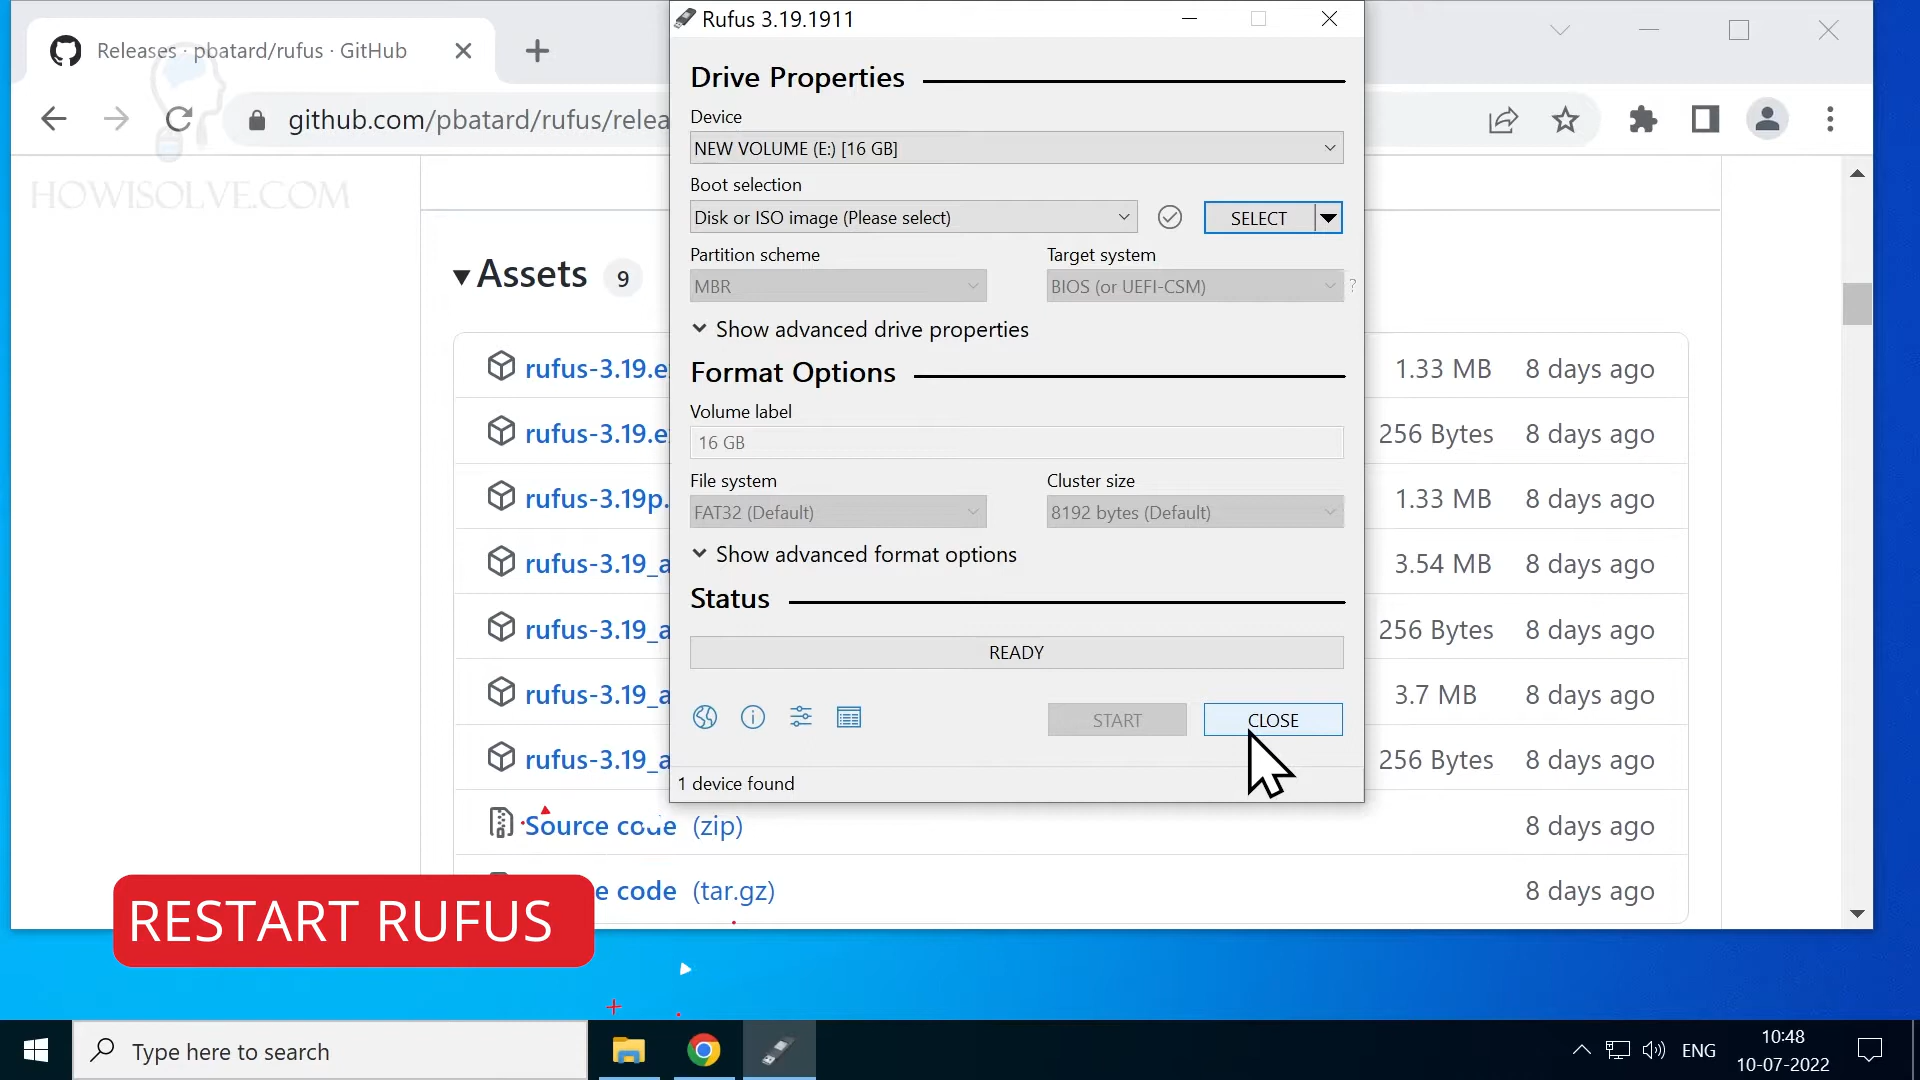 Releases · pbatard/rufus · GitHub
github.com/pbatard/rufus/relea
HOWISOLVE.COM
Rufus 3.19.1911
Drive Properties
Device
NEW VOLUME (E:) [16 GB]
Boot selection
Disk or ISO image (Please select)
SELECT
Partition scheme
Target system
MBR
BIOS (or UEFI-CSM)
?
Show advanced drive properties
Format Options
Volume label
16 GB
File system
Cluster size
FAT32 (Default)
8192 bytes (Default)
Show advanced format options
Status
READY
START
CLOSE
1 device found
Assets 9
rufus-3.19.e 1.33 MB 8 days ago
rufus-3.19.e 256 Bytes 8 days ago
rufus-3.19p. 1.33 MB 8 days ago
rufus-3.19_a 3.54 MB 8 days ago
rufus-3.19_a 256 Bytes 8 days ago
rufus-3.19_a 3.7 MB 8 days ago
rufus-3.19_a 256 Bytes 8 days ago
Source code (zip) 8 days ago
e code (tar.gz) 8 days ago
RESTART RUFUS
Type here to search
ENG
10:48
10-07-2022